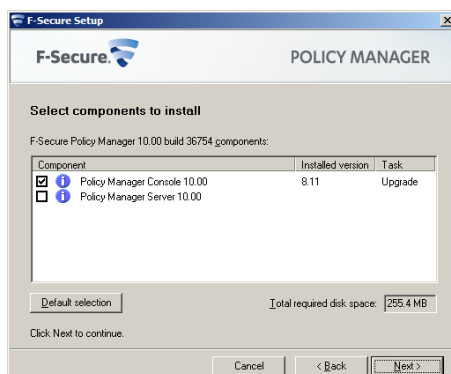 F-Secure Setup
F-Secure.
POLICY MANAGER
Select components to install
F-Secure Policy Manager 10.00 build 36754 components:
Component Installed version Task
Policy Manager Console 10.00 8.11 Upgrade
Policy Manager Server 10.00
Default selection Total required disk space: 255.4 MB
Click Next to continue.
Cancel < Back Next >